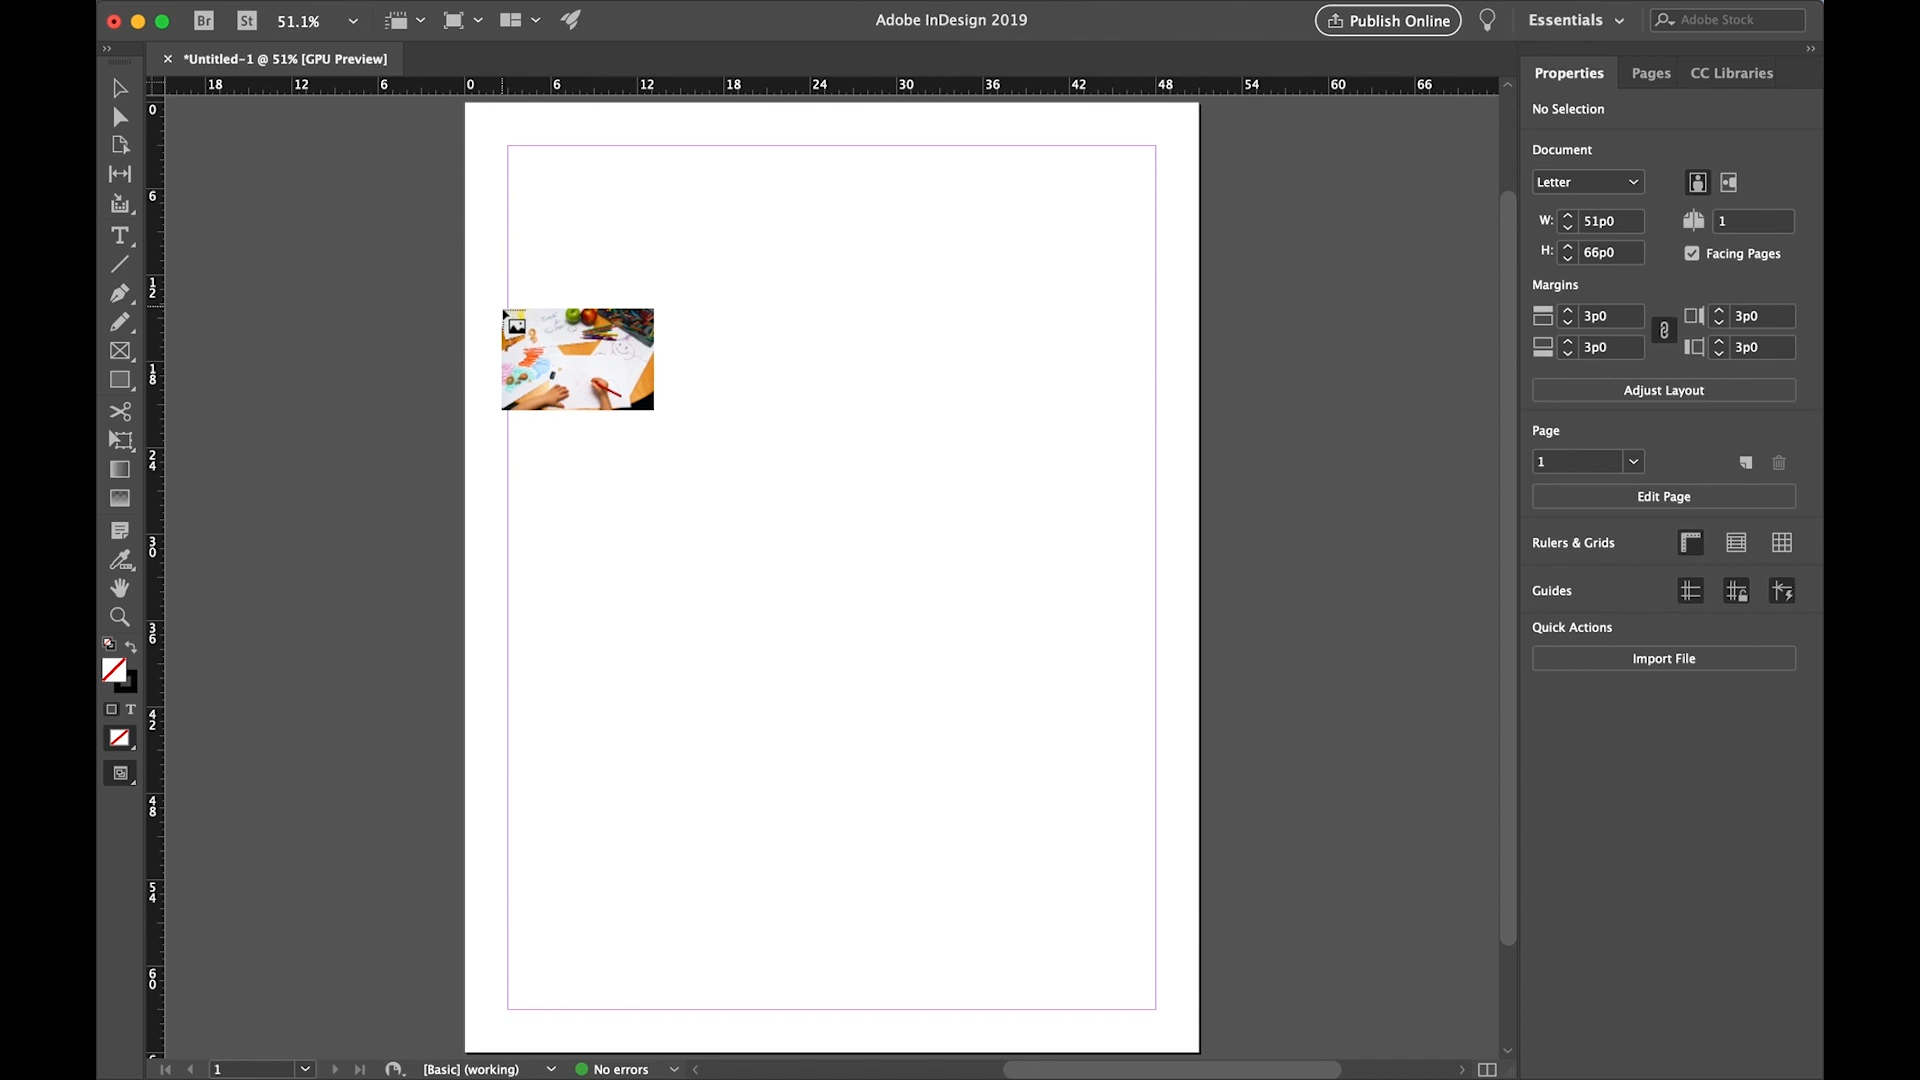 Br St 51.1% Adobe InDesign 2019 Publish Online Essentials Adobe Stock
*Untitled-1 @ 51% [GPU Preview]
18 12 6 0 6 12 18 24 30 36 42 48 54 60 66
0
6
12
18
24
30
36
42
48
54
60
6
T
T
Properties Pages CC Libraries
No Selection
Document
Letter
W: 51p0 1
H: 66p0 Facing Pages
Margins
3p0 3p0
3p0 3p0
Adjust Layout
Page
1
Edit Page
Rulers & Grids
Guides
Quick Actions
Import File
1 [Basic] (working) No errors